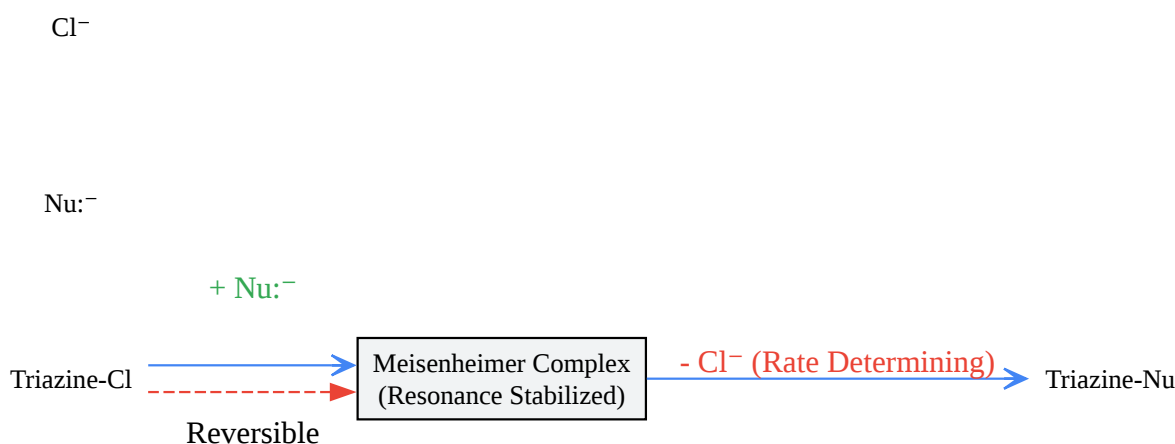 Cl⁻
Nu:⁻
+ Nu:⁻
Triazine-Cl
Meisenheimer Complex
(Resonance Stabilized)
- Cl⁻ (Rate Determining)
Triazine-Nu
Reversible